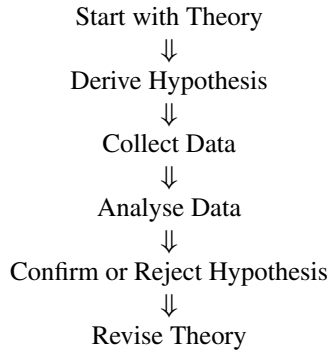 Start with Theory
⇓
Derive Hypothesis
⇓
Collect Data
⇓
Analyse Data
⇓
Confirm or Reject Hypothesis
⇓
Revise Theory